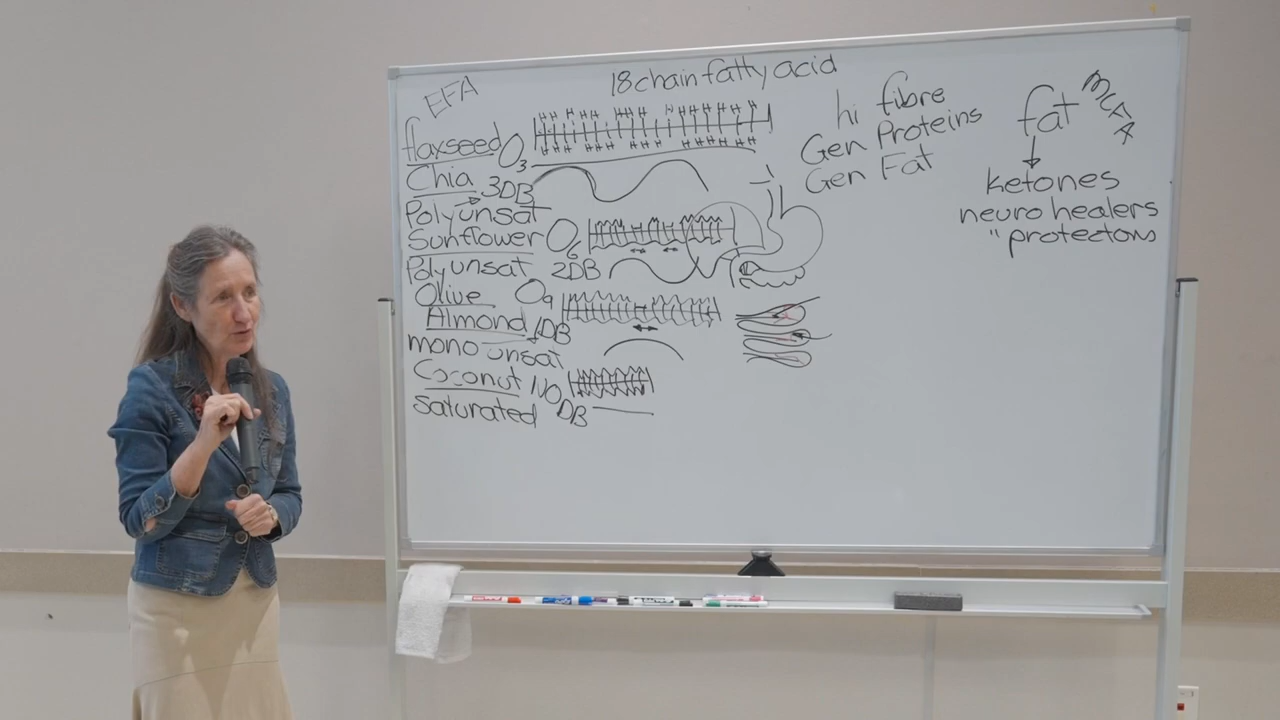 EFA
18 chain fatty acid
flaxseed O3
Chia 3DB
Polyunsat
Sunflower O6
Polyunsat 2DB
Olive O9
Almond 1DB
mono unsat
Coconut NO
saturated DB
hi fibre
Gen Proteins
Gen Fat
fat
ketones
neuro healers
" protectors